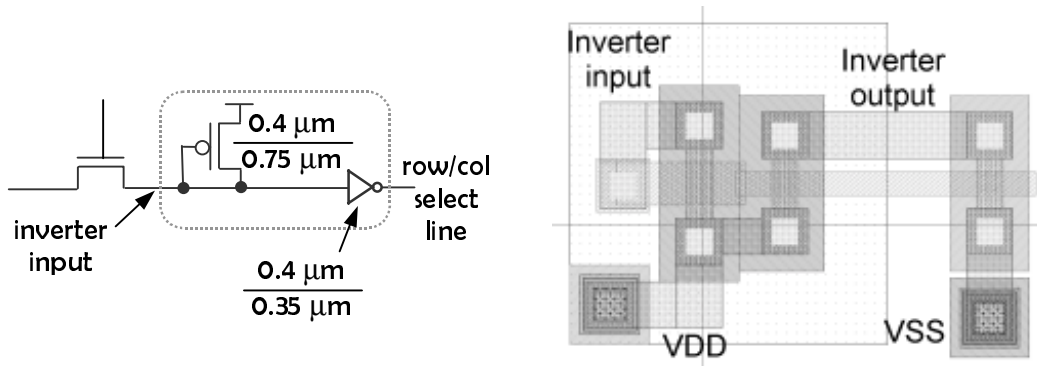 0.4 μm
0.75 μm
row/col
select
line
inverter
input
0.4 μm
0.35 μm
Inverter
input
Inverter
output
VDD
VSS